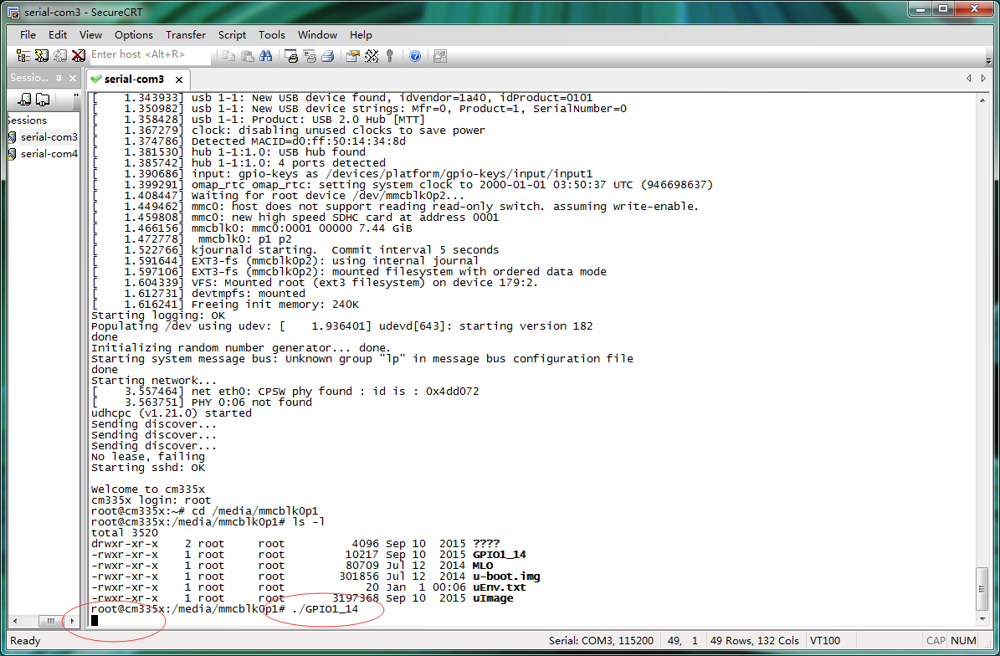 serial-com3 - SecureCRT
File Edit View Options Transfer Script Tools Window Help
Enter host <Alt+R>
Sessio...
serial-com3
essions
serial-com3
serial-com4
[    1.343933] usb 1-1: New USB device found, idVendor=1a40, idProduct=0101
[    1.350982] usb 1-1: New USB device strings: Mfr=0, Product=1, SerialNumber=0
[    1.358428] usb 1-1: Product: USB 2.0 Hub [MTT]
[    1.367279] clock: disabling unused clocks to save power
[    1.374786] Detected MACID=d0:ff:50:14:34:8d
[    1.381530] hub 1-1:1.0: USB hub found
[    1.385742] hub 1-1:1.0: 4 ports detected
[    1.390686] input: gpio-keys as /devices/platform/gpio-keys/input/input1
[    1.399291] omap_rtc omap_rtc: setting system clock to 2000-01-01 03:50:37 UTC (946698637)
[    1.408447] Waiting for root device /dev/mmcblk0p2...
[    1.449462] mmc0: host does not support reading read-only switch. assuming write-enable.
[    1.459808] mmc0: new high speed SDHC card at address 0001
[    1.466156] mmcblk0: mmc0:0001 00000 7.44 GiB
[    1.472778]  mmcblk0: p1 p2
[    1.522766] kjournald starting.  Commit interval 5 seconds
[    1.591644] EXT3-fs (mmcblk0p2): using internal journal
[    1.597106] EXT3-fs (mmcblk0p2): mounted filesystem with ordered data mode
[    1.604339] VFS: Mounted root (ext3 filesystem) on device 179:2.
[    1.612731] devtmpfs: mounted
[    1.616241] Freeing init memory: 240K
Starting logging: OK
Populating /dev using udev: [    1.936401] udevd[643]: starting version 182
done
Initializing random number generator... done.
Starting system message bus: Unknown group "lp" in message bus configuration file
done
Starting network...
[    3.557464] net eth0: CPSW phy found : id is : 0x4dd072
[    3.563751] PHY 0:06 not found
udhcpc (v1.21.0) started
Sending discover...
Sending discover...
Sending discover...
No lease, failing
Starting sshd: OK
Welcome to cm335x
cm335x login: root
root@cm335x:~# cd /media/mmcblk0p1
root@cm335x:/media/mmcblk0p1# ls -l
total 3520
drwxr-xr-x    2 root     root          4096 Sep 10  2015 ????
-rwxr-xr-x    1 root     root         10217 Sep 10  2015 GPIO1_14
-rwxr-xr-x    1 root     root         80709 Jul 12  2014 MLO
-rwxr-xr-x    1 root     root        301856 Jul 12  2014 u-boot.img
-rwxr-xr-x    1 root     root            20 Jan  1 00:06 uEnv.txt
-rwxr-xr-x    1 root     root       3197368 Sep 10  2015 uImage
root@cm335x:/media/mmcblk0p1# ./GPIO1_14
Ready Serial: COM3, 115200 49, 1 49 Rows, 132 Cols VT100 CAP NUM